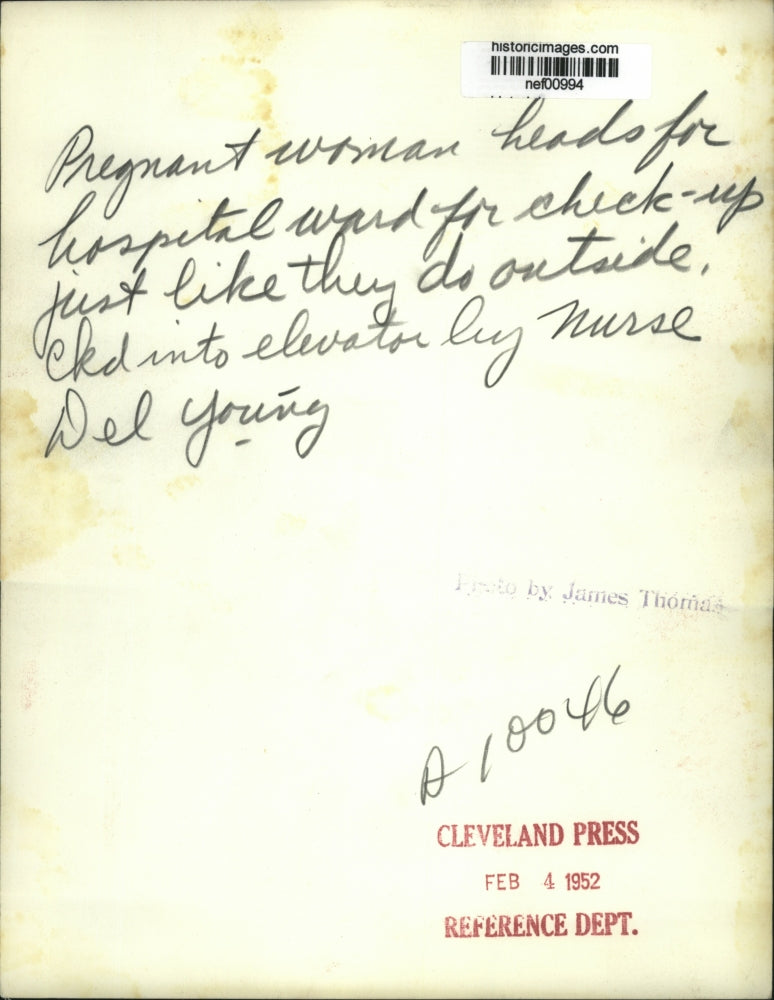 historicimages.com
nef00994
Pregnant woman heads for
hospital ward for check-up
just like they do outside.
Ckd into elevator by Nurse
Del Young
Photo by James Thomas
A 10046
CLEVELAND PRESS
FEB 4 1952
REFERENCE DEPT.